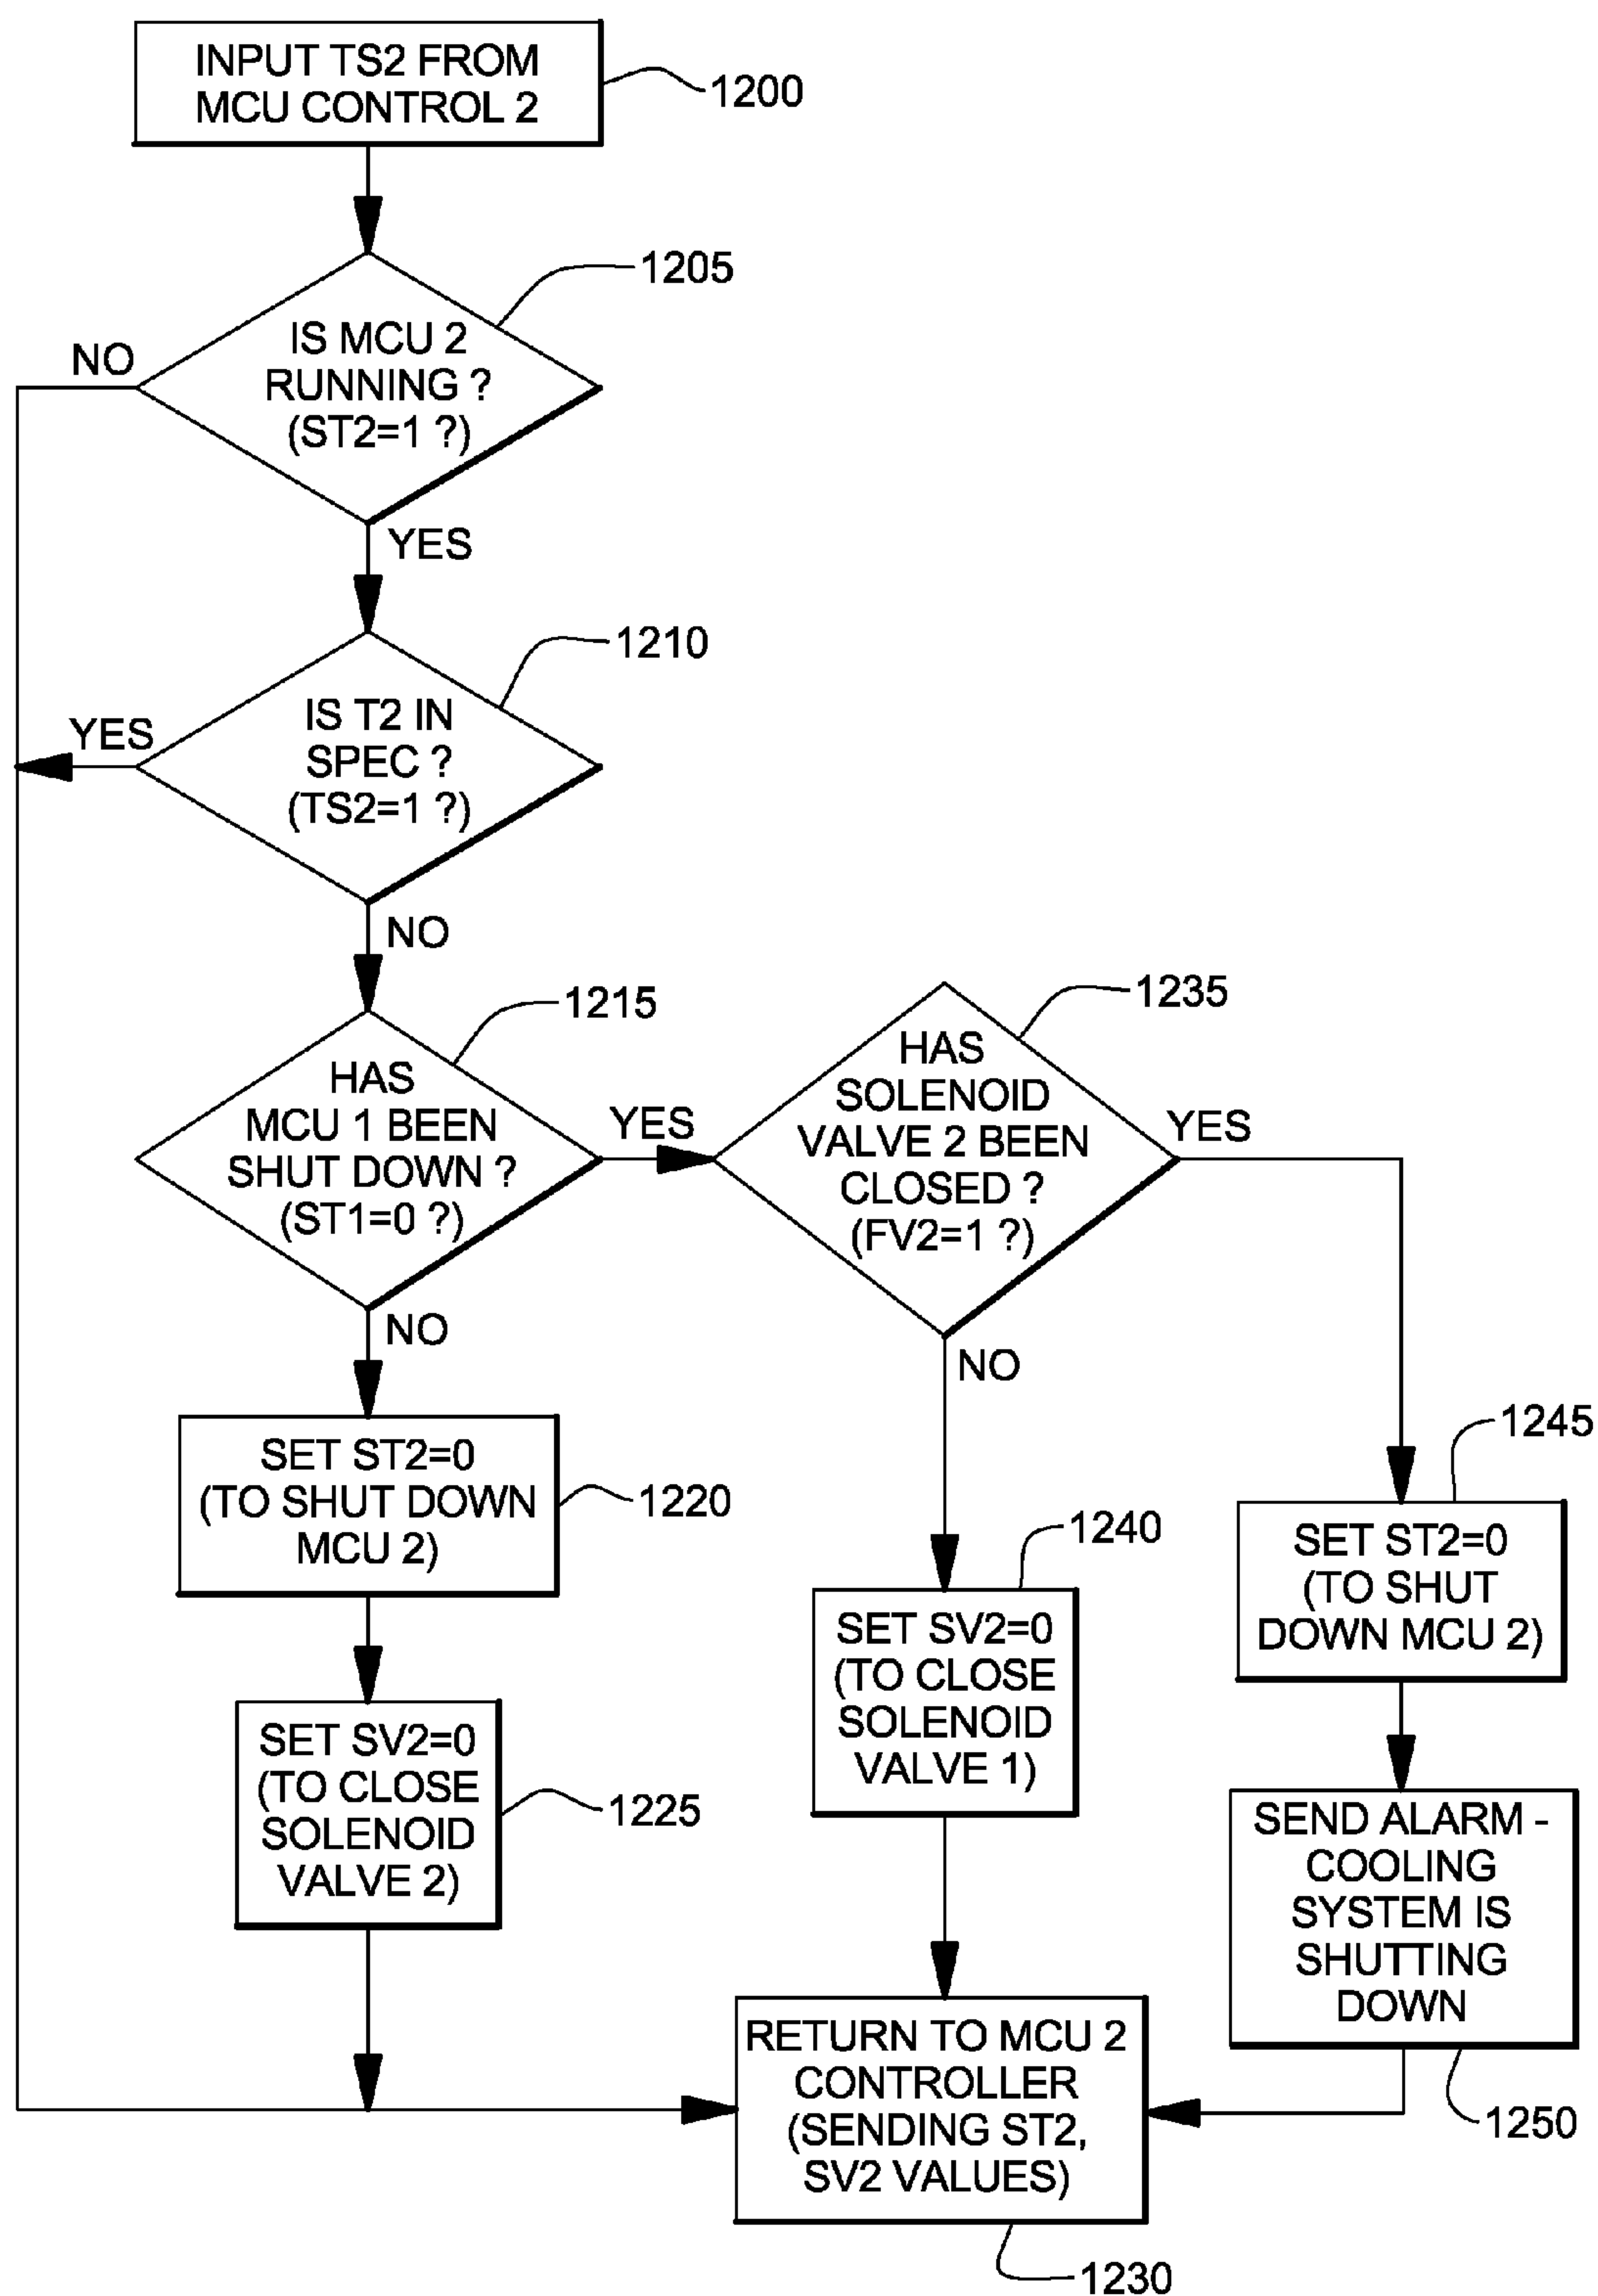 INPUT TS2 FROM
MCU CONTROL 2
1200
1205
IS MCU 2
RUNNING ?
(ST2=1 ?)
NO
YES
1210
IS T2 IN
SPEC ?
(TS2=1 ?)
YES
NO
1215
HAS
MCU 1 BEEN
SHUT DOWN ?
(ST1=0 ?)
YES
NO
1235
HAS
SOLENOID
VALVE 2 BEEN
CLOSED ?
(FV2=1 ?)
YES
NO
SET ST2=0
(TO SHUT DOWN
MCU 2)
1220
SET SV2=0
(TO CLOSE
SOLENOID
VALVE 2)
1225
1240
SET SV2=0
(TO CLOSE
SOLENOID
VALVE 1)
1245
SET ST2=0
(TO SHUT
DOWN MCU 2)
SEND ALARM -
COOLING
SYSTEM IS
SHUTTING
DOWN
1250
RETURN TO MCU 2
CONTROLLER
(SENDING ST2,
SV2 VALUES)
1230